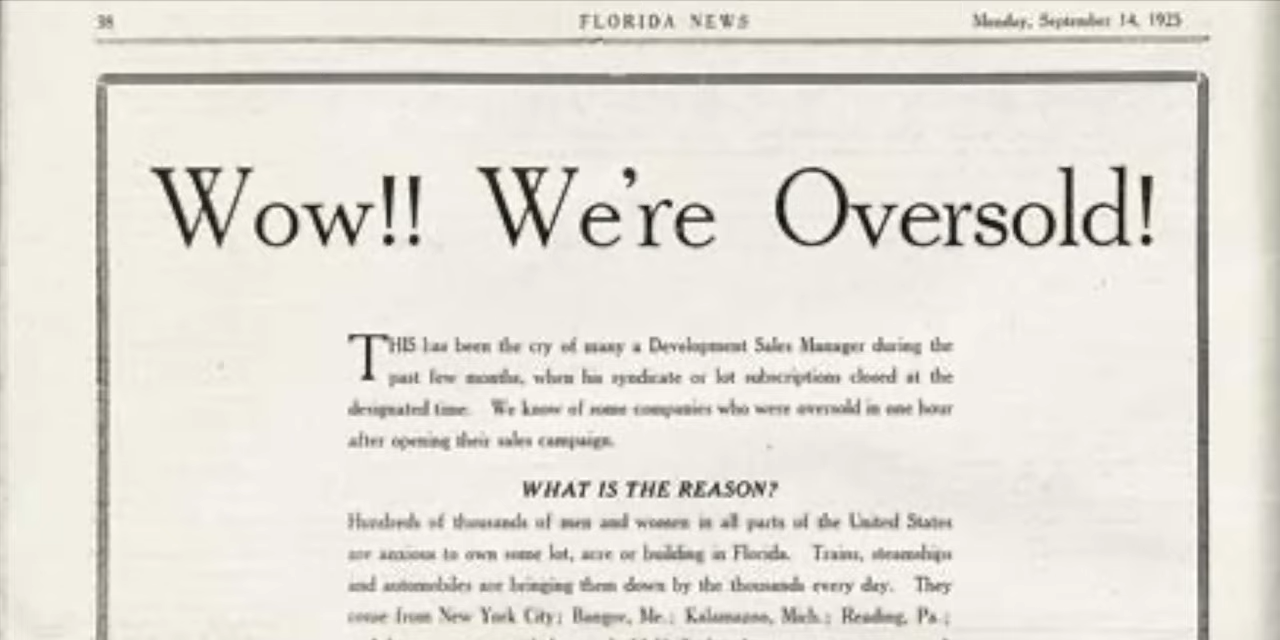 38 FLORIDA NEWS Monday, September 14, 1925
Wow!! We're Oversold!
THIS has been the cry of many a Development Sales Manager during the
past few months, when his syndicate or lot subscriptions closed at the
designated time. We know of some companies who were oversold in one hour
after opening their sales campaign.
WHAT IS THE REASON?
Hundreds of thousands of men and women in all parts of the United States
are anxious to own some lot, acre or building in Florida. Trains, steamships
and automobiles are bringing them down by the thousands every day. They
come from New York City; Bangor, Me.; Kalamazoo, Mich.; Reading, Pa.;